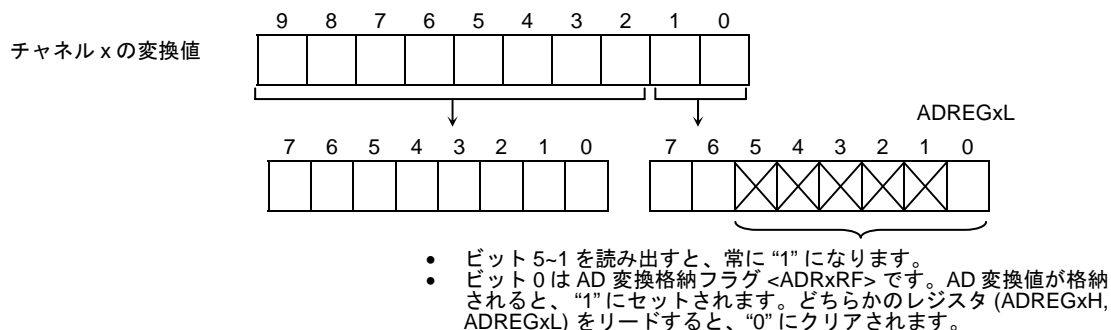 9 8 7 6 5 4 3 2 1 0
チャネル x の変換値
ADREGxL
7 6 5 4 3 2 1 0 7 6 5 4 3 2 1 0
• ビット 5~1 を読み出すと、常に “1” になります。
• ビット 0 は AD 変換格納フラグ <ADRxRF> です。AD 変換値が格納
されると、“1” にセットされます。どちらかのレジスタ (ADREGxH,
ADREGxL) をリードすると、“0” にクリアされます。